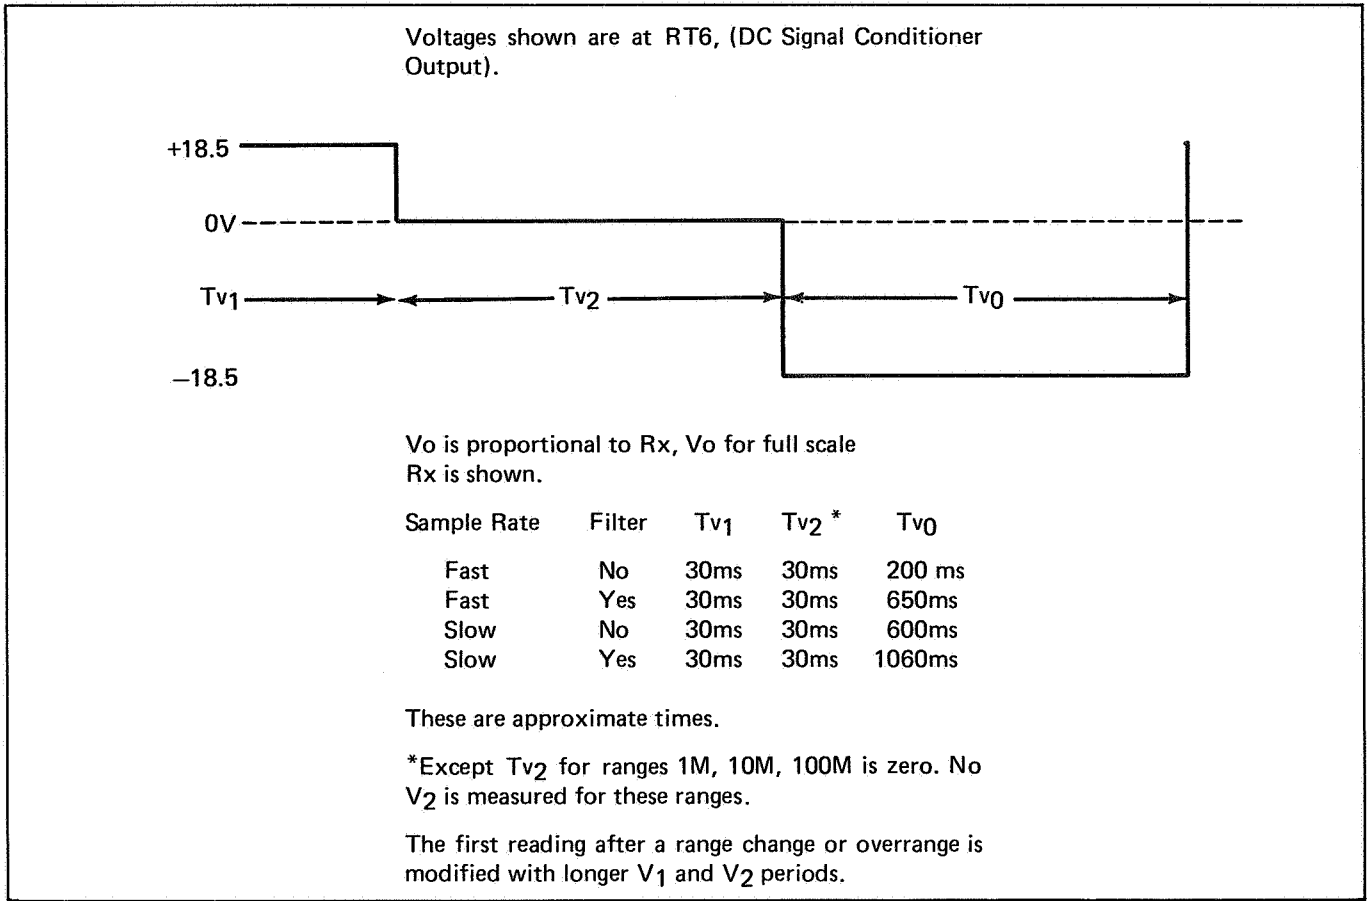 Voltages shown are at RT6, (DC Signal Conditioner
Output).
+18.5
0V
Tv1 Tv2 Tv0
−18.5
Vo is proportional to Rx, Vo for full scale
Rx is shown.
Sample Rate Filter Tv1 Tv2 * Tv0
Fast No 30ms 30ms 200 ms
Fast Yes 30ms 30ms 650ms
Slow No 30ms 30ms 600ms
Slow Yes 30ms 30ms 1060ms
These are approximate times.
*Except Tv2 for ranges 1M, 10M, 100M is zero. No
V2 is measured for these ranges.
The first reading after a range change or overrange is
modified with longer V1 and V2 periods.